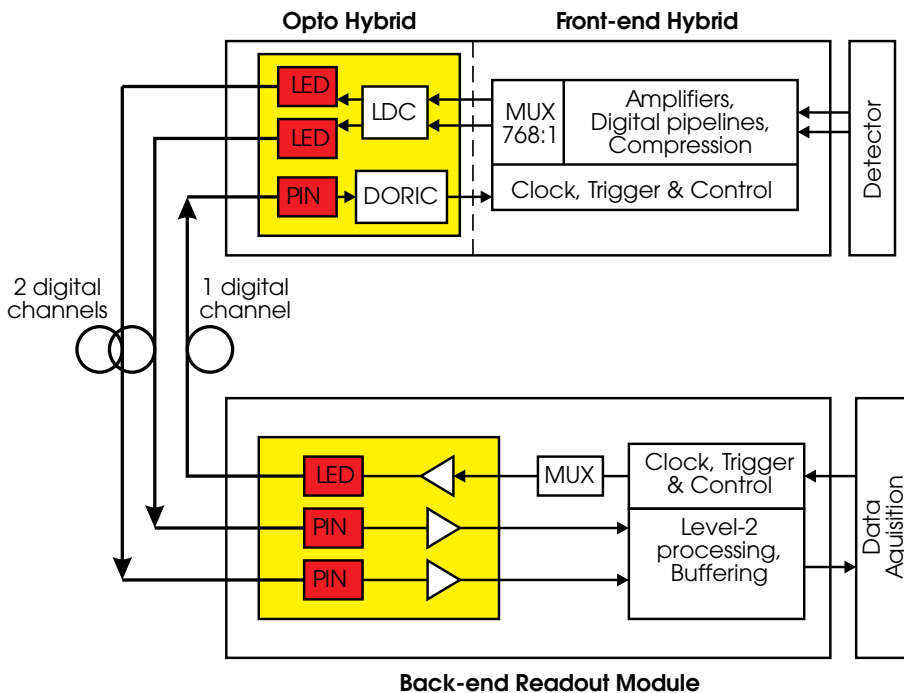 Opto Hybrid
Front-end Hybrid
LED
LED
LDC
MUX
768:1
Amplifiers,
Digital pipelines,
Compression
PIN
DORIC
Clock, Trigger & Control
Detector
2 digital
channels
1 digital
channel
LED
MUX
Clock, Trigger
& Control
PIN
PIN
Level-2
processing,
Buffering
Data
Aquisition
Back-end Readout Module